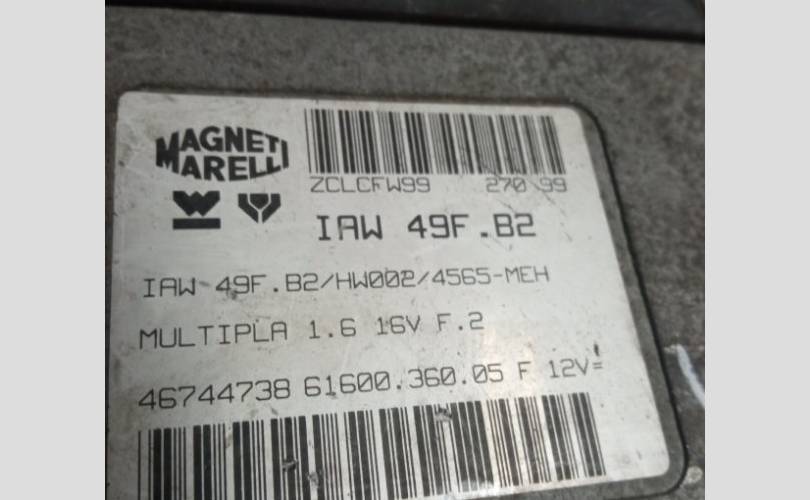 MAGNETI
MARELLI
ZCLCFW99 270 99
IAW 49F.B2
IAW 49F.B2/HW002/4565-MEH
MULTIPLA 1.6 16V F.2
46744738 61600.360.05 F 12V=